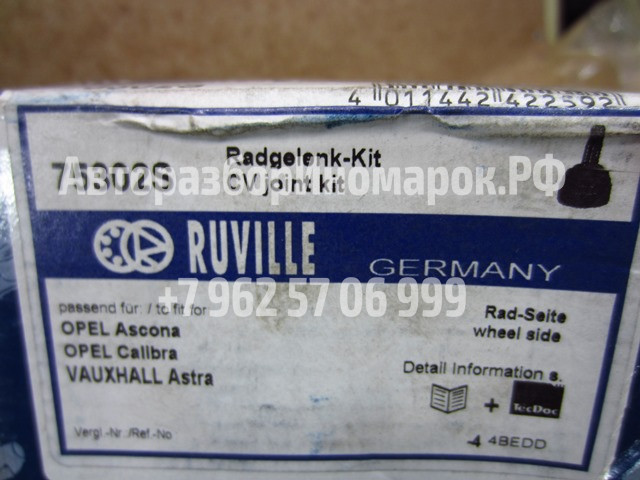 4 011442 422592
75302S
Radgelenk-Kit
CV joint kit
Авторазбор иномарок.РФ
RUVILLE
GERMANY
+7 962 57 06 999
passend für: / to fit for
OPEL Ascona
OPEL Calibra
VAUXHALL Astra
Rad-Seite
wheel side
Detail Information s.
+ TecDoc
Vergl.-Nr./Ref.-No
4 4BEDD